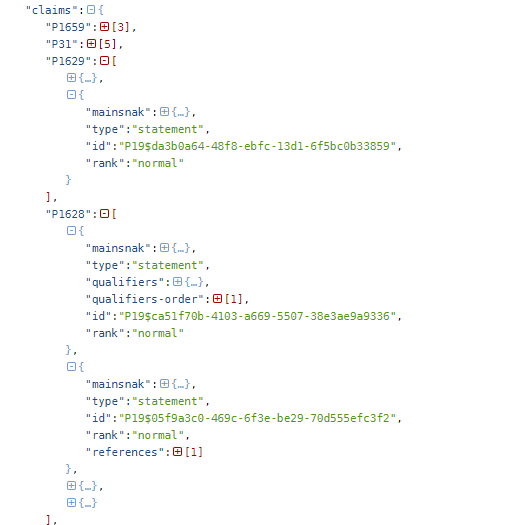 "claims":{
"P1659":[3],
"P31":[5],
"P1629":[
{…},
{
"mainsnak":{…},
"type":"statement",
"id":"P19$da3b0a64-48f8-ebfc-13d1-6f5bc0b33859",
"rank":"normal"
}
],
"P1628":[
{
"mainsnak":{…},
"type":"statement",
"qualifiers":{…},
"qualifiers-order":[1],
"id":"P19$ca51f70b-4103-a669-5507-38e3ae9a9336",
"rank":"normal"
},
{
"mainsnak":{…},
"type":"statement",
"id":"P19$05f9a3c0-469c-6f3e-be29-70d555efc3f2",
"rank":"normal",
"references":[1]
},
{…},
{…}
],